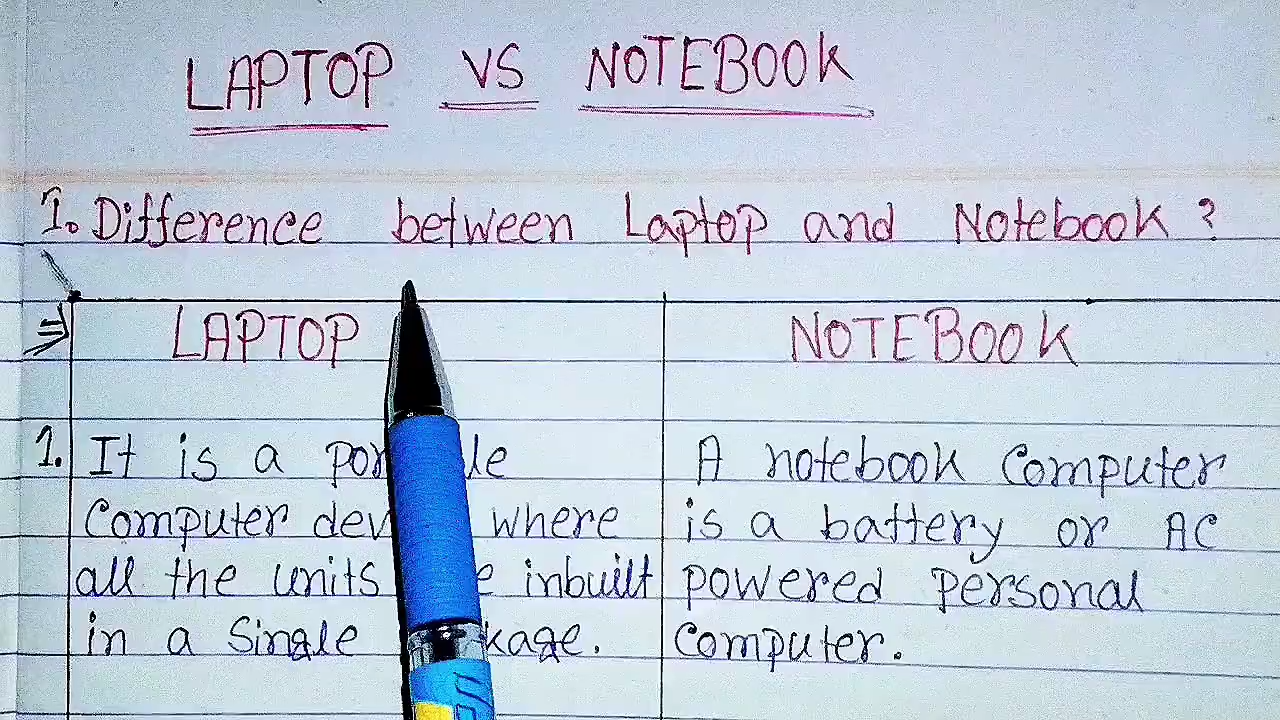 LAPTOP VS NOTEBOOK
1. Difference between Laptop and Notebook ?
⇒ LAPTOP
NOTEBOOK
1. It is a
Computer where
all the units inbuilt
in a Single
A notebook Computer
is a battery or AC
powered personal
Computer.